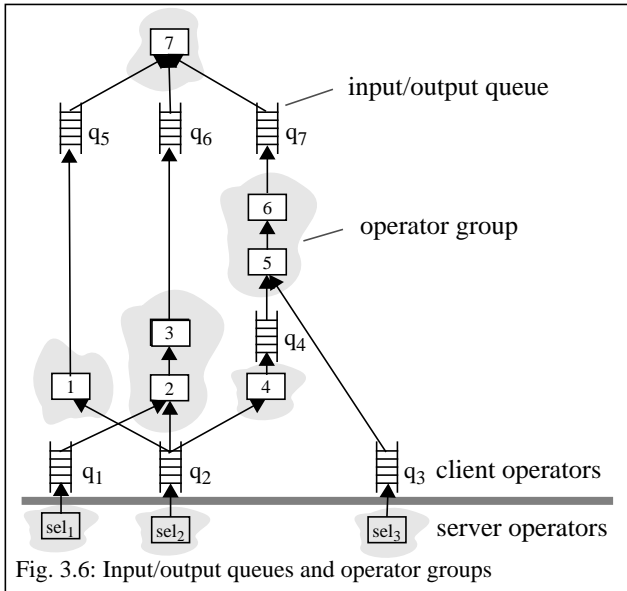 7
input/output queue
q5 q6 q7
6
operator group
5
3
q4
1 2 4
q1 q2 q3 client operators
sel1 sel2 sel3 server operators
Fig. 3.6: Input/output queues and operator groups